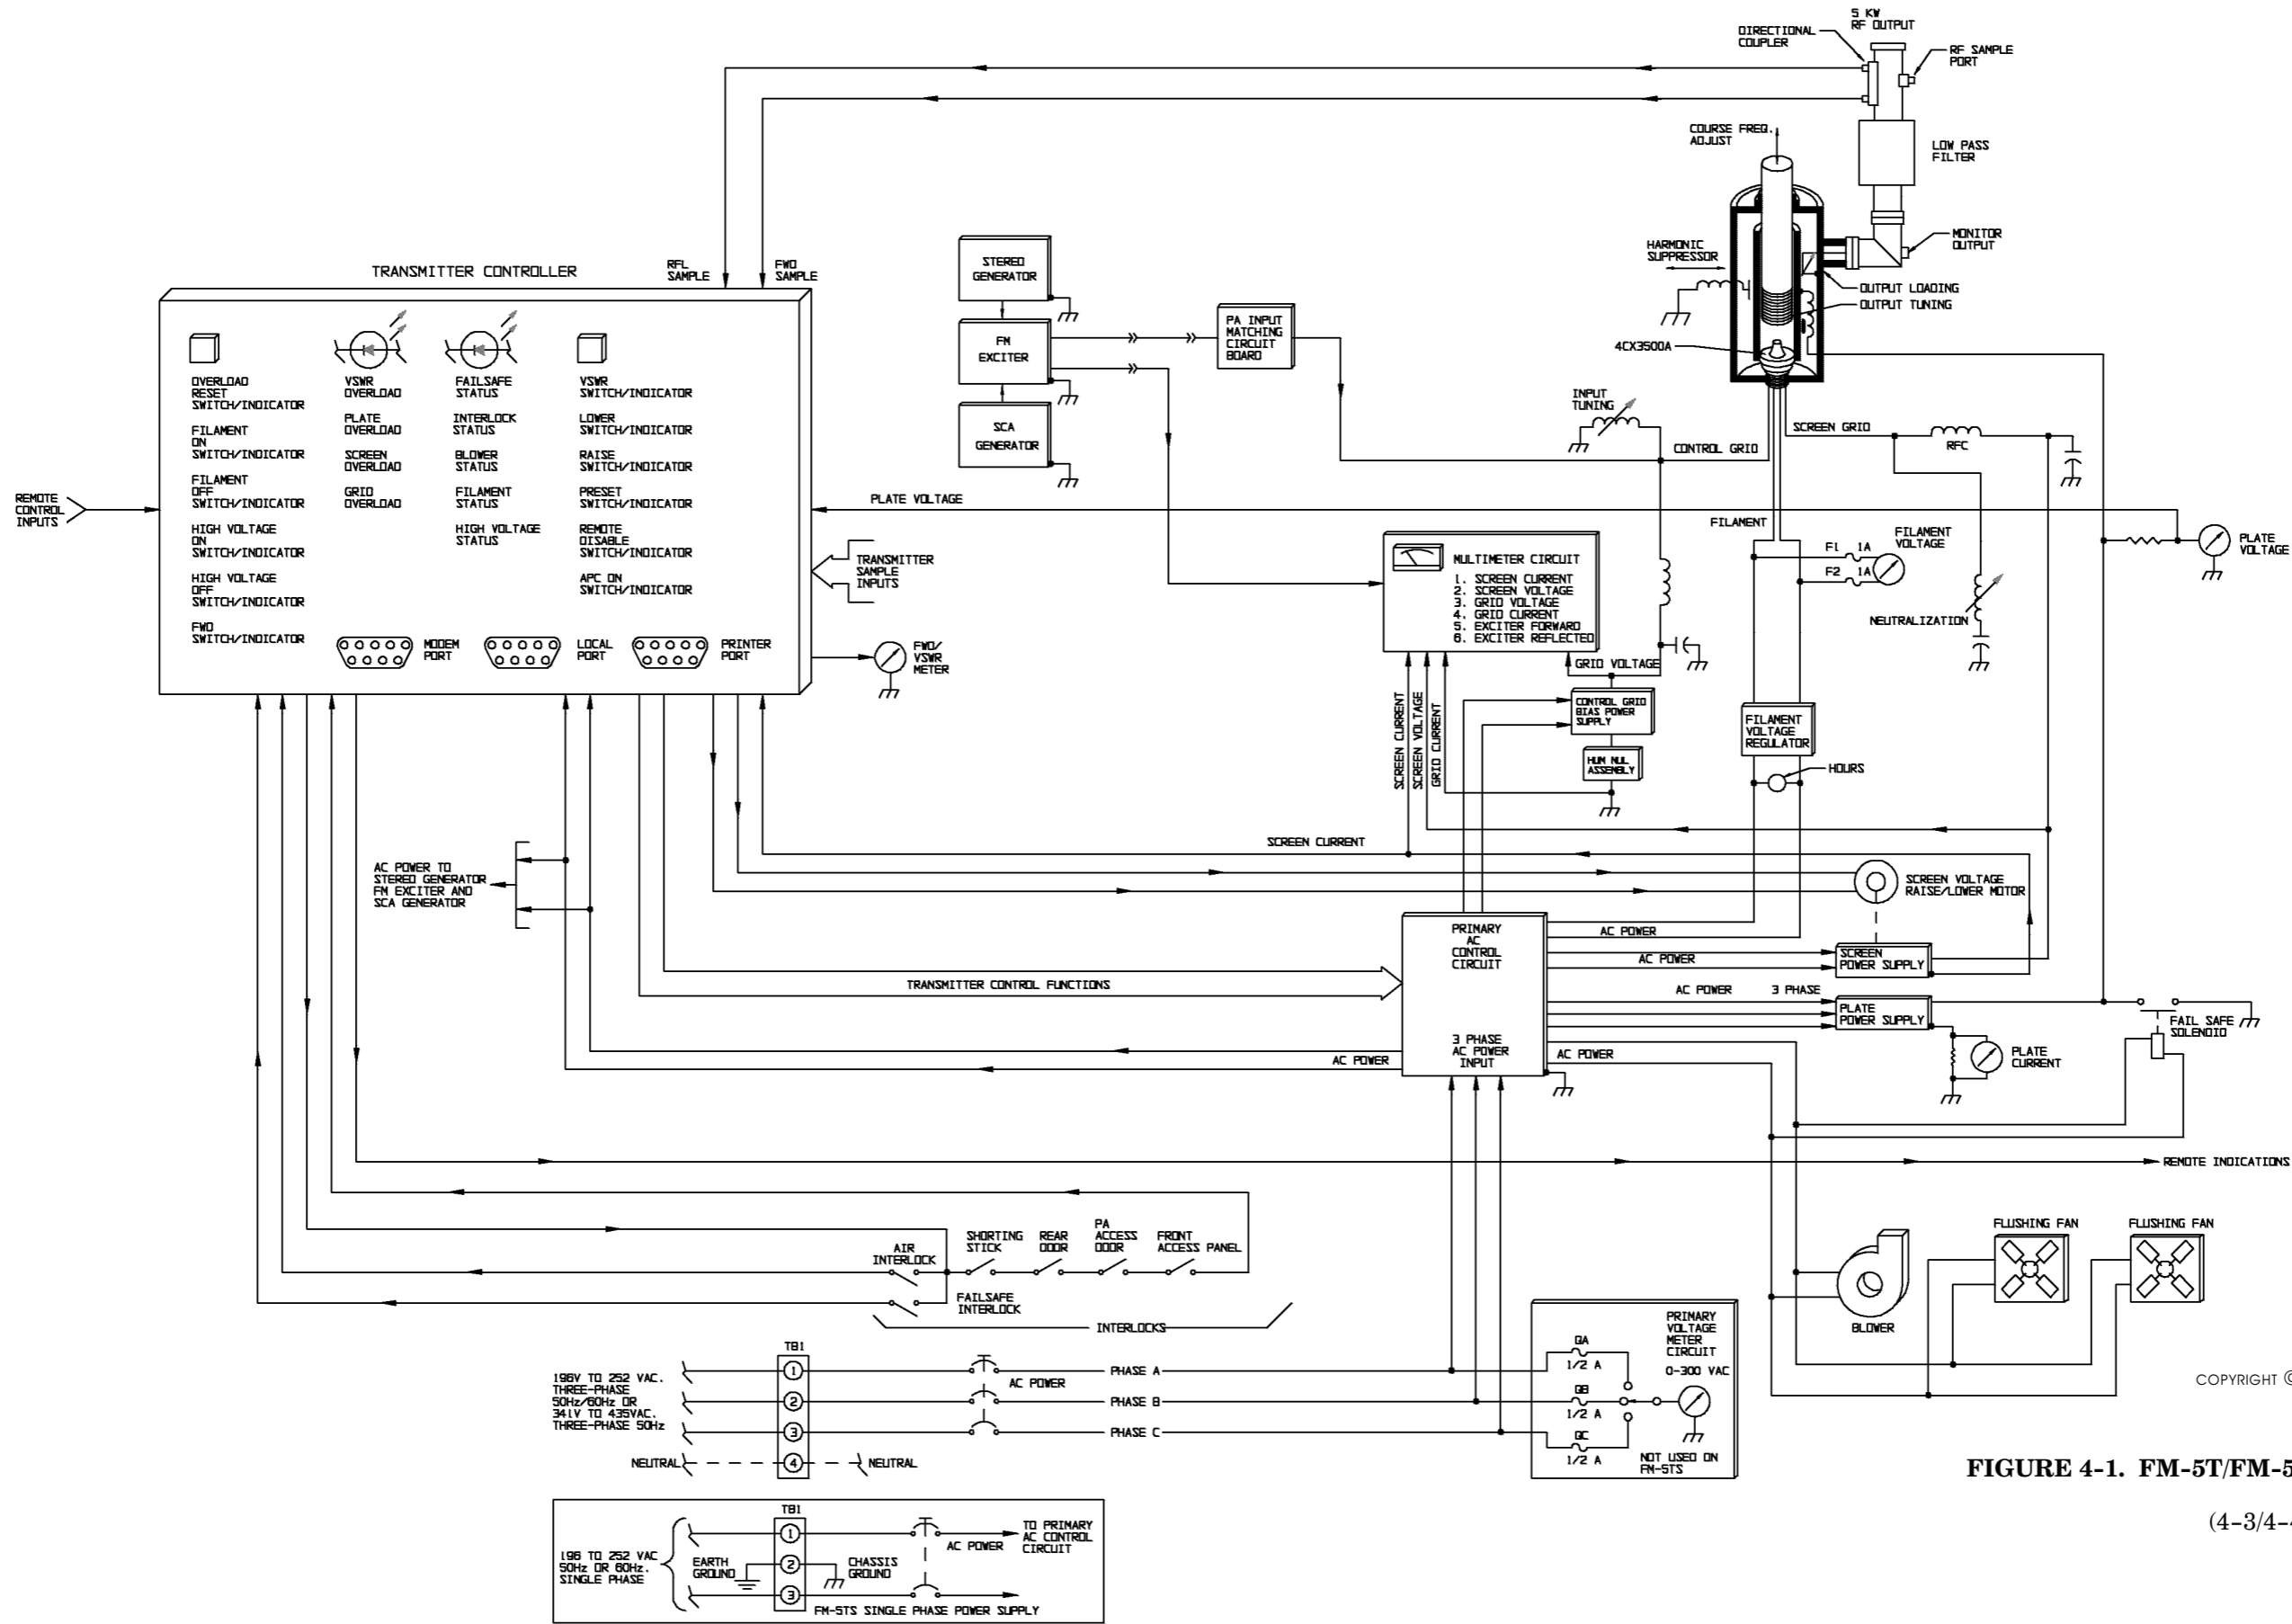 5 KW
RF OUTPUT
DIRECTIONAL
COUPLER
RF SAMPLE
PORT
COURSE FREQ.
ADJUST
LOW PASS
FILTER
HARMONIC
SUPPRESSOR
MONITOR
OUTPUT
OUTPUT LOADING
OUTPUT TUNING
4CX3500A
TRANSMITTER CONTROLLER
RFL
SAMPLE
FWD
SAMPLE
STEREO
GENERATOR
FM
EXCITER
SCA
GENERATOR
PA INPUT
MATCHING
CIRCUIT
BOARD
INPUT
TUNING
CONTROL GRID
SCREEN GRID
RFC
OVERLOAD
RESET
SWITCH/INDICATOR
FILAMENT
ON
SWITCH/INDICATOR
FILAMENT
OFF
SWITCH/INDICATOR
HIGH VOLTAGE
ON
SWITCH/INDICATOR
HIGH VOLTAGE
OFF
SWITCH/INDICATOR
FWD
SWITCH/INDICATOR
VSWR
OVERLOAD
PLATE
OVERLOAD
SCREEN
OVERLOAD
GRID
OVERLOAD
FAILSAFE
STATUS
INTERLOCK
STATUS
BLOWER
STATUS
FILAMENT
STATUS
HIGH VOLTAGE
STATUS
VSWR
SWITCH/INDICATOR
LOWER
SWITCH/INDICATOR
RAISE
SWITCH/INDICATOR
PRESET
SWITCH/INDICATOR
REMOTE
DISABLE
SWITCH/INDICATOR
APC ON
SWITCH/INDICATOR
MODEM
PORT
LOCAL
PORT
PRINTER
PORT
REMOTE
CONTROL
INPUTS
PLATE VOLTAGE
TRANSMITTER
SAMPLE
INPUTS
FWD/
VSWR
METER
MULTIMETER CIRCUIT
1. SCREEN CURRENT
2. SCREEN VOLTAGE
3. GRID VOLTAGE
4. GRID CURRENT
5. EXCITER FORWARD
6. EXCITER REFLECTED
FILAMENT
F1 1A
F2 1A
FILAMENT
VOLTAGE
PLATE
VOLTAGE
NEUTRALIZATION
GRID VOLTAGE
SCREEN CURRENT
SCREEN VOLTAGE
GRID CURRENT
CONTROL GRID
BIAS POWER
SUPPLY
HUM NUL
ASSEMBLY
FILAMENT
VOLTAGE
REGULATOR
HOURS
SCREEN CURRENT
AC POWER TO
STEREO GENERATOR
FM EXCITER AND
SCA GENERATOR
SCREEN VOLTAGE
RAISE/LOWER MOTOR
PRIMARY
AC
CONTROL
CIRCUIT
3 PHASE
AC POWER
INPUT
AC POWER
AC POWER
SCREEN
POWER SUPPLY
AC POWER 3 PHASE
PLATE
POWER SUPPLY
AC POWER
FAIL SAFE
SOLENOID
PLATE
CURRENT
TRANSMITTER CONTROL FUNCTIONS
AC POWER
REMOTE INDICATIONS
AIR
INTERLOCK
SHORTING
STICK
REAR
DOOR
PA
ACCESS
DOOR
FRONT
ACCESS PANEL
FAILSAFE
INTERLOCK
INTERLOCKS
BLOWER
FLUSHING FAN
FLUSHING FAN
TB1
196V TO 252 VAC.
THREE-PHASE
50Hz/60Hz OR
341V TO 435VAC.
THREE-PHASE 50Hz
1
2
3
4
AC POWER
PHASE A
PHASE B
PHASE C
NEUTRAL
NEUTRAL
PRIMARY
VOLTAGE
METER
CIRCUIT
0-300 VAC
QA
1/2 A
QB
1/2 A
QC
1/2 A
NOT USED ON
FM-5TS
COPYRIGHT ©
FIGURE 4-1. FM-5T/FM-5
(4-3/4-
TB1
196 TO 252 VAC
50Hz OR 60Hz.
SINGLE PHASE
EARTH
GROUND
1
2
3
CHASSIS
GROUND
AC POWER
TO PRIMARY
AC CONTROL
CIRCUIT
FM-5TS SINGLE PHASE POWER SUPPLY